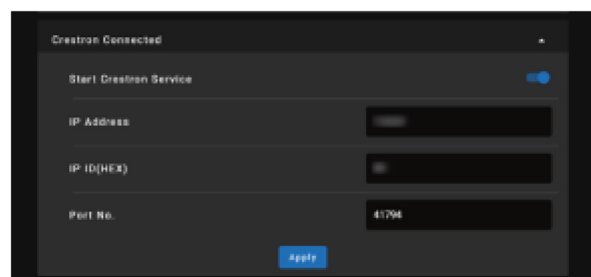 Crestron Connected
Start Crestron Service
IP Address
IP ID(HEX)
Port No.
41794
Apply